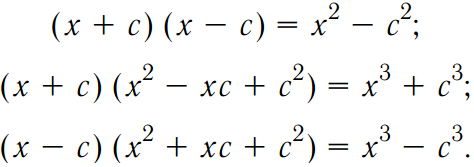 (x + c) (x − c) = x² − c²;
(x + c) (x² − xc + c²) = x³ + c³;
(x − c) (x² + xc + c²) = x³ − c³.